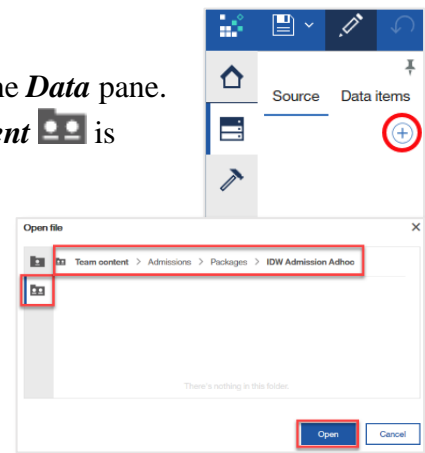 ne Data pane.
ent is
Source Data items
Open file
Team content > Admissions > Packages > IDW Admission Adhoc
There's nothing in this folder.
Open Cancel